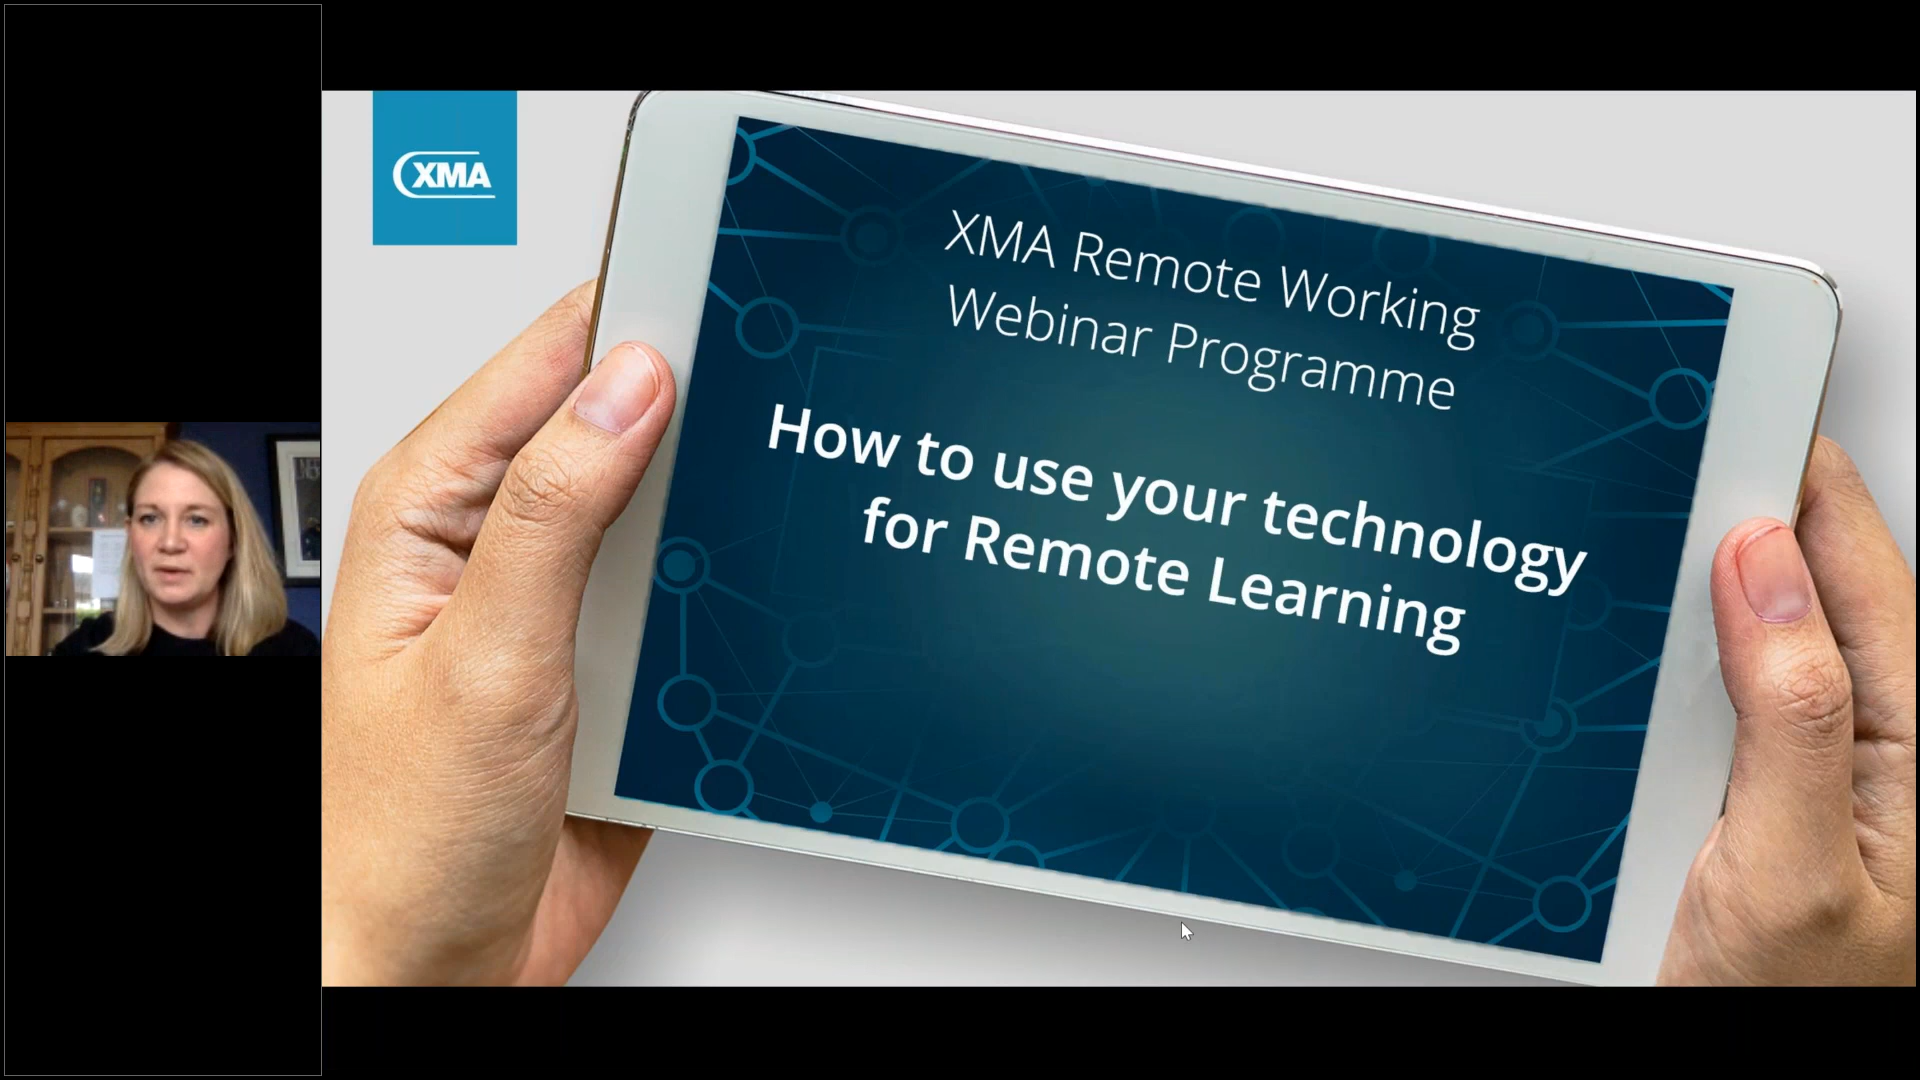 XMA
XMA Remote Working
Webinar Programme
How to use your technology
for Remote Learning